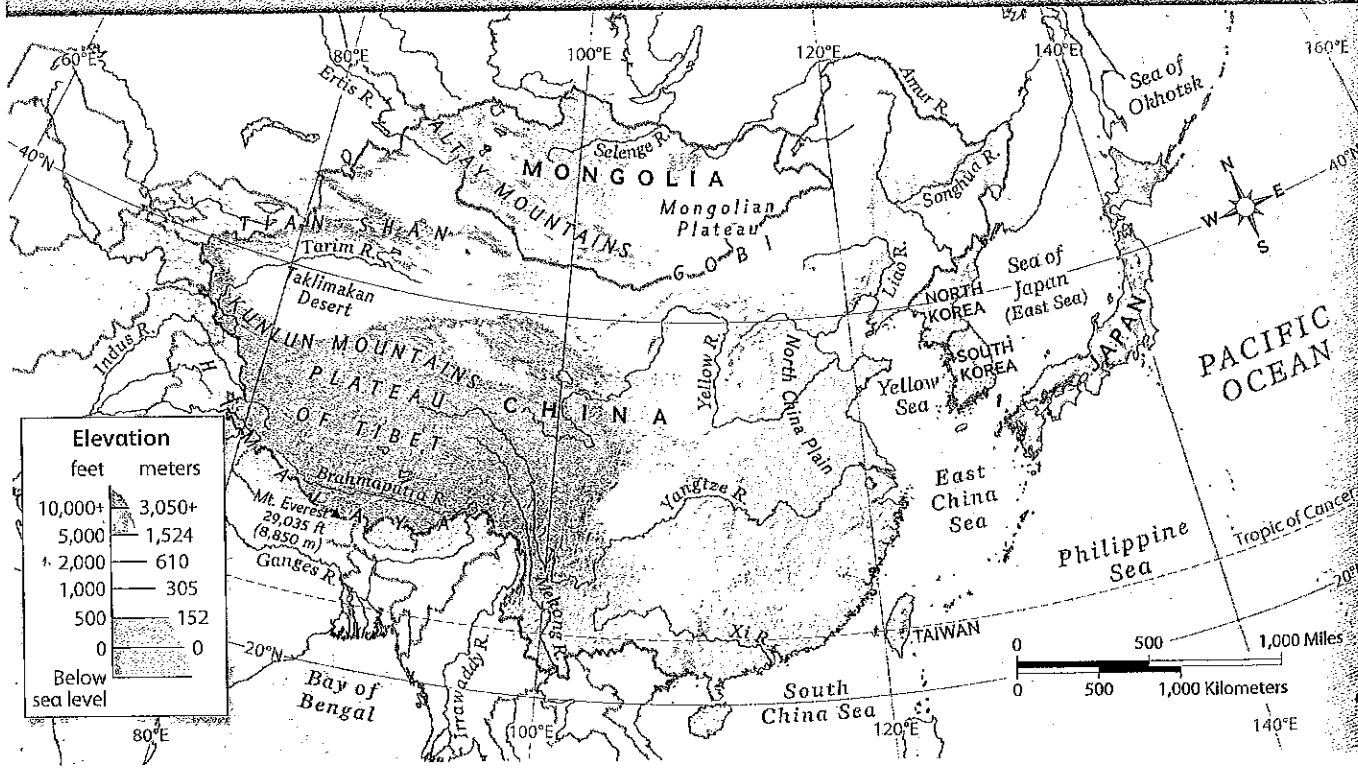 60°E
80°E
100°E
120°E
140°E
160°E
Ertis R.
Amur R.
Sea of
Okhotsk
40°N
40°N
ALTAY MOUNTAINS
Selenge R.
MONGOLIA
Mongolian
Plateau
GOBI
Songhua R.
N
W E
S
TIAN SHAN
Tarim R.
Taklimakan
Desert
Liao R.
NORTH
KOREA
Sea of
Japan
(East Sea)
JAPAN
PACIFIC
OCEAN
KUNLUN MOUNTAINS
Indus R.
PLATEAU
OF TIBET
CHINA
Yellow R.
North China Plain
SOUTH
KOREA
Yellow
Sea
HIMALAYA
Brahmaputra R.
Mt. Everest
29,035 ft
(8,850 m)
Ganges R.
Yangtze R.
East
China
Sea
Philippine
Sea
Tropic of Cancer
20°N
Mekong R.
Xi R.
TAIWAN
20°N
Irrawaddy R.
Bay of
Bengal
South
China Sea
80°E
100°E
120°E
140°E
Elevation
feet meters
10,000+ 3,050+
5,000 1,524
2,000 610
1,000 305
500 152
0 0
Below
sea level
0 500 1,000 Miles
0 500 1,000 Kilometers